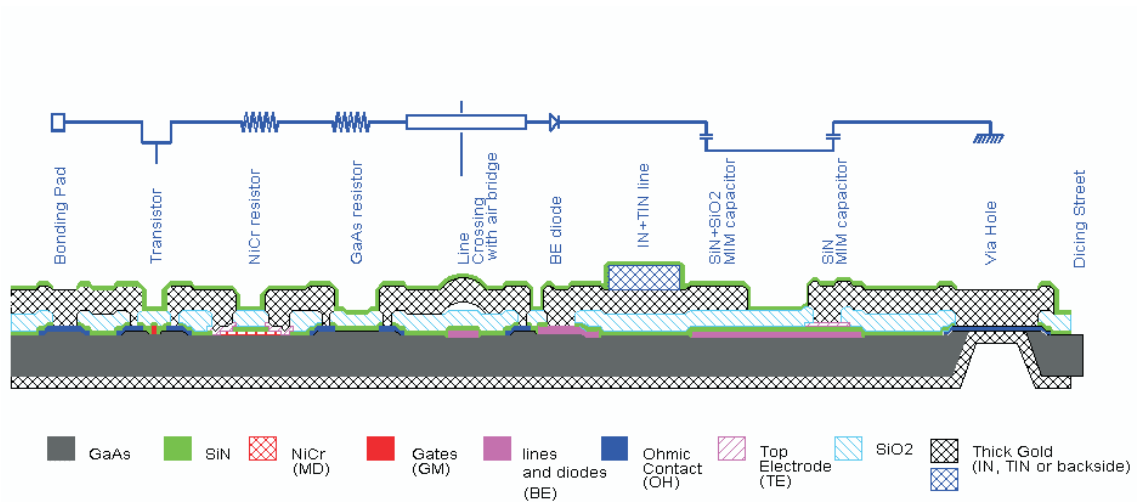 Bonding Pad
Transistor
NiCr resistor
GaAs resistor
Line
Crossing
with air bridge
BE diode
IN+TIN line
SiN+SiO2
MIM capacitor
SiN
MIM capacitor
Via Hole
Dicing Street
GaAs
SiN
NiCr
(MD)
Gates
(GM)
lines
and diodes
(BE)
Ohmic
Contact
(OH)
Top
Electrode
(TE)
SiO2
Thick Gold
(IN, TIN or backside)